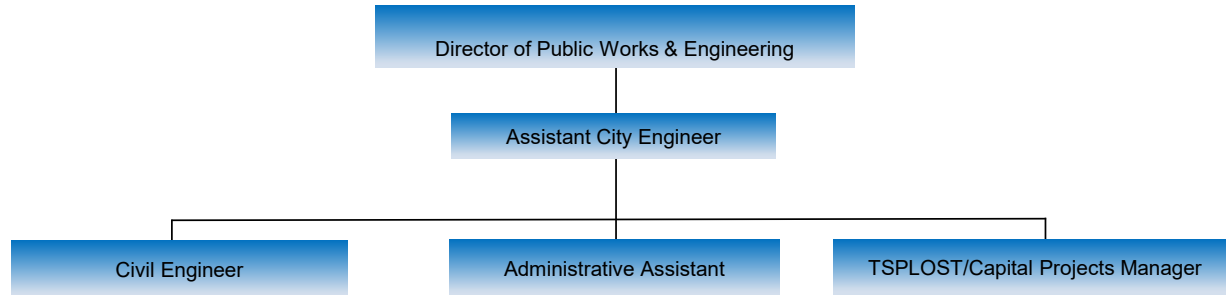 Director of Public Works & Engineering
Assistant City Engineer
Civil Engineer
Administrative Assistant
TSPLOST/Capital Projects Manager